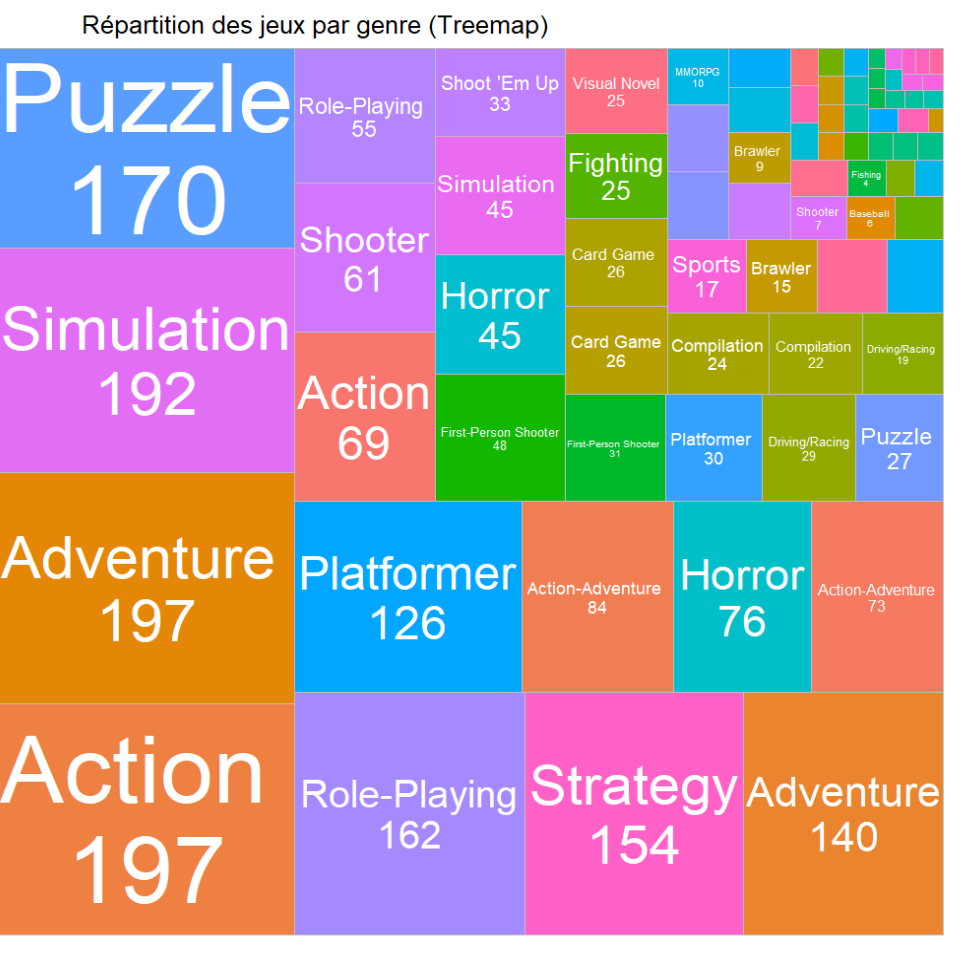 Répartition des jeux par genre (Treemap)
Puzzle
170
Simulation
192
Adventure
197
Action
197
Role-Playing
55
Shooter
61
Action
69
Shoot 'Em Up
33
Simulation
45
Horror
45
First-Person Shooter
48
Visual Novel
25
Fighting
25
Card Game
26
Card Game
26
First-Person Shooter
31
MMORPG
10
Brawler
9
Shooter
7
Fishing
4
Baseball
6
Sports
17
Brawler
15
Compilation
24
Compilation
22
Driving/Racing
19
Platformer
30
Driving/Racing
29
Puzzle
27
Platformer
126
Action-Adventure
84
Horror
76
Action-Adventure
73
Role-Playing
162
Strategy
154
Adventure
140